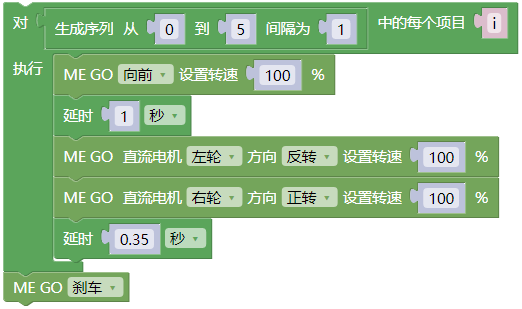 对 生成序列 从 0 到 5 间隔为 1 中的每个项目 i
执行 ME GO 向前 设置转速 100 %
延时 1 秒
ME GO 直流电机 左轮 方向 反转 设置转速 100 %
ME GO 直流电机 右轮 方向 正转 设置转速 100 %
延时 0.35 秒
ME GO 刹车